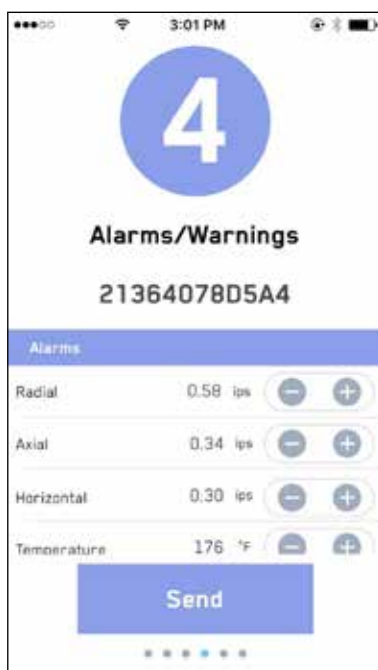 3:01 PM
4
Alarms/Warnings
21364078D5A4
Alarms
Radial 0.58 ips
Axial 0.34 ips
Horizontal 0.30 ips
Temperature 176 °F
Send